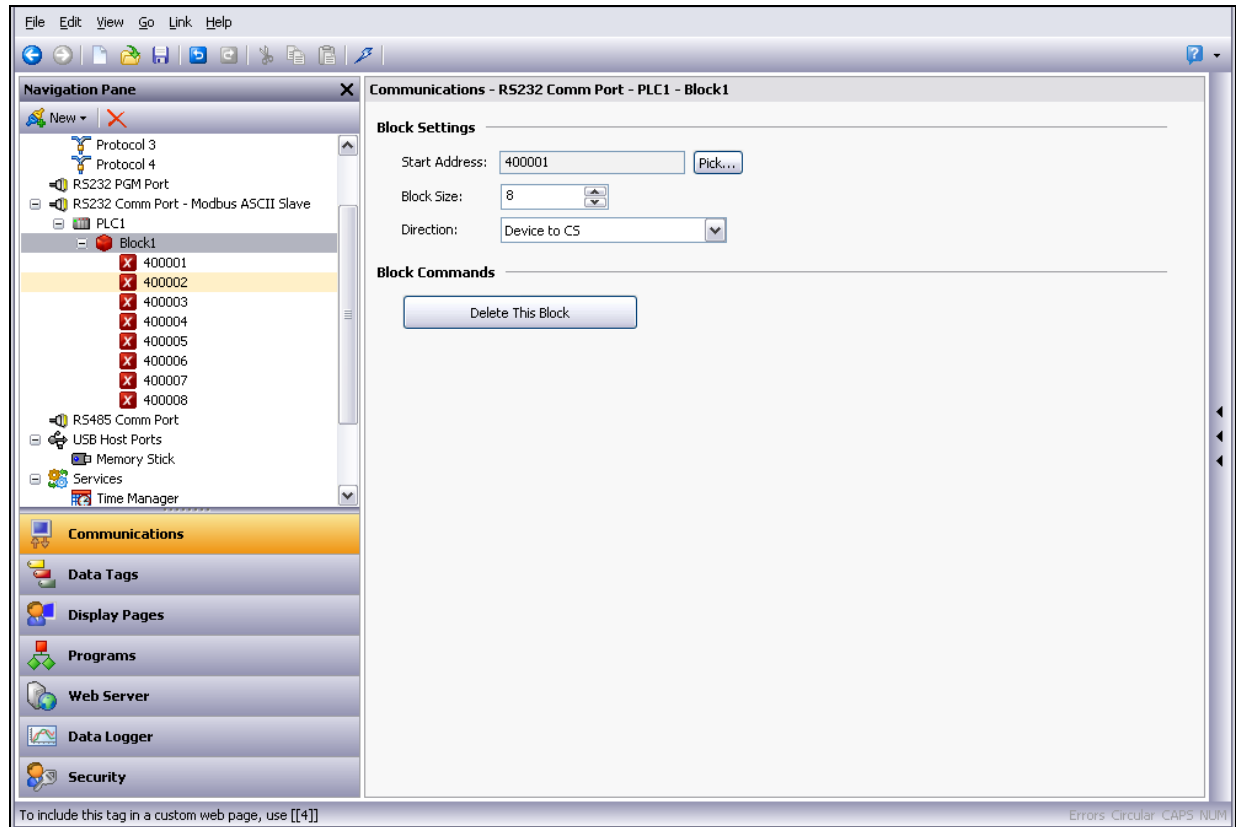 File Edit View Go Link Help
Navigation Pane
Communications - RS232 Comm Port - PLC1 - Block1
New
Protocol 3
Protocol 4
RS232 PGM Port
RS232 Comm Port - Modbus ASCII Slave
PLC1
Block1
400001
400002
400003
400004
400005
400006
400007
400008
RS485 Comm Port
USB Host Ports
Memory Stick
Services
Time Manager
Block Settings
Start Address: 400001 Pick...
Block Size: 8
Direction: Device to CS
Block Commands
Delete This Block
Communications
Data Tags
Display Pages
Programs
Web Server
Data Logger
Security
To include this tag in a custom web page, use [[4]]
Errors Circular CAPS NUM